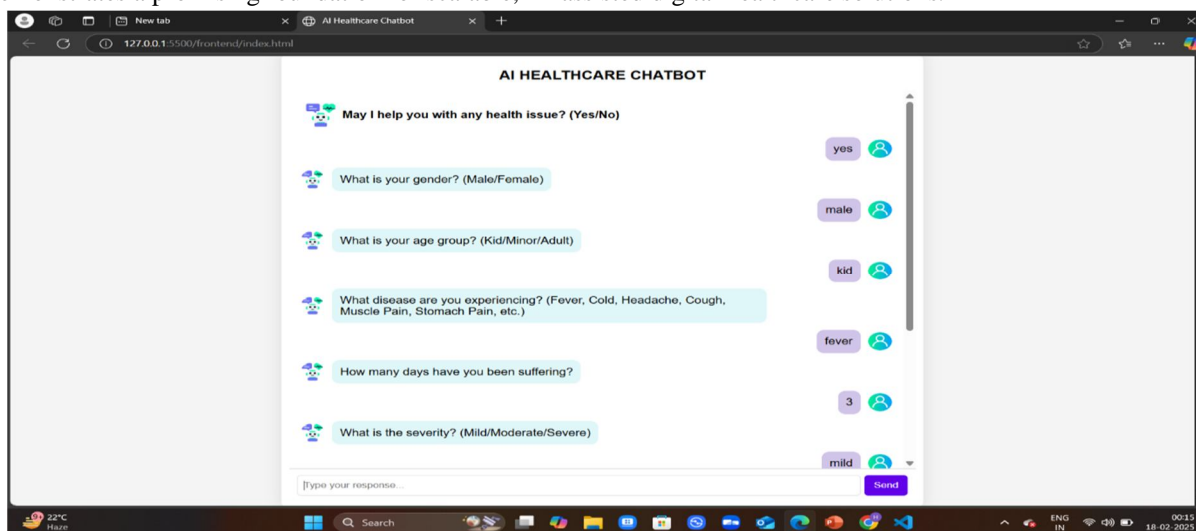 New tab
AI Healthcare Chatbot
127.0.0.1:5500/frontend/index.html
AI HEALTHCARE CHATBOT
May I help you with any health issue? (Yes/No)
yes
What is your gender? (Male/Female)
male
What is your age group? (Kid/Minor/Adult)
kid
What disease are you experiencing? (Fever, Cold, Headache, Cough,
Muscle Pain, Stomach Pain, etc.)
fever
How many days have you been suffering?
3
What is the severity? (Mild/Moderate/Severe)
mild
Type your response...
Send
22°C
Haze
Search
ENG
IN
00:15
18-02-2025